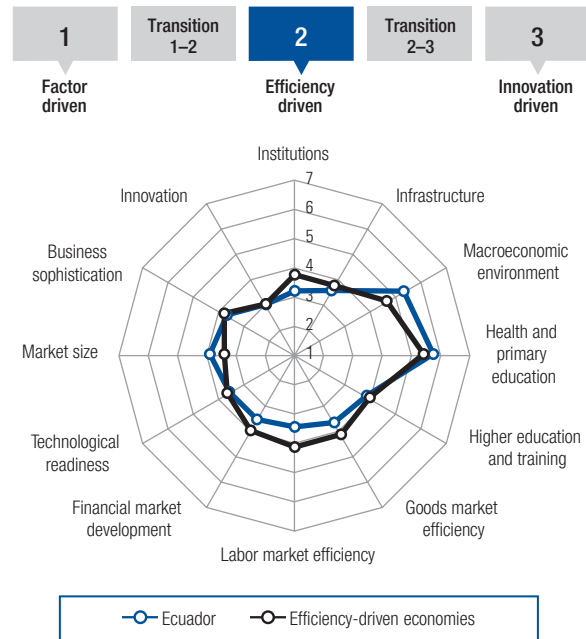 1
Transition
1–2
2
Transition
2–3
3
Factor
driven
Efficiency
driven
Innovation
driven
Institutions
Innovation
Infrastructure
Business
sophistication
Macroeconomic
environment
Market size
Health and
primary
education
Technological
readiness
Higher education
and training
Financial market
development
Goods market
efficiency
Labor market efficiency
7
6
5
4
3
2
1
Ecuador
Efficiency-driven economies